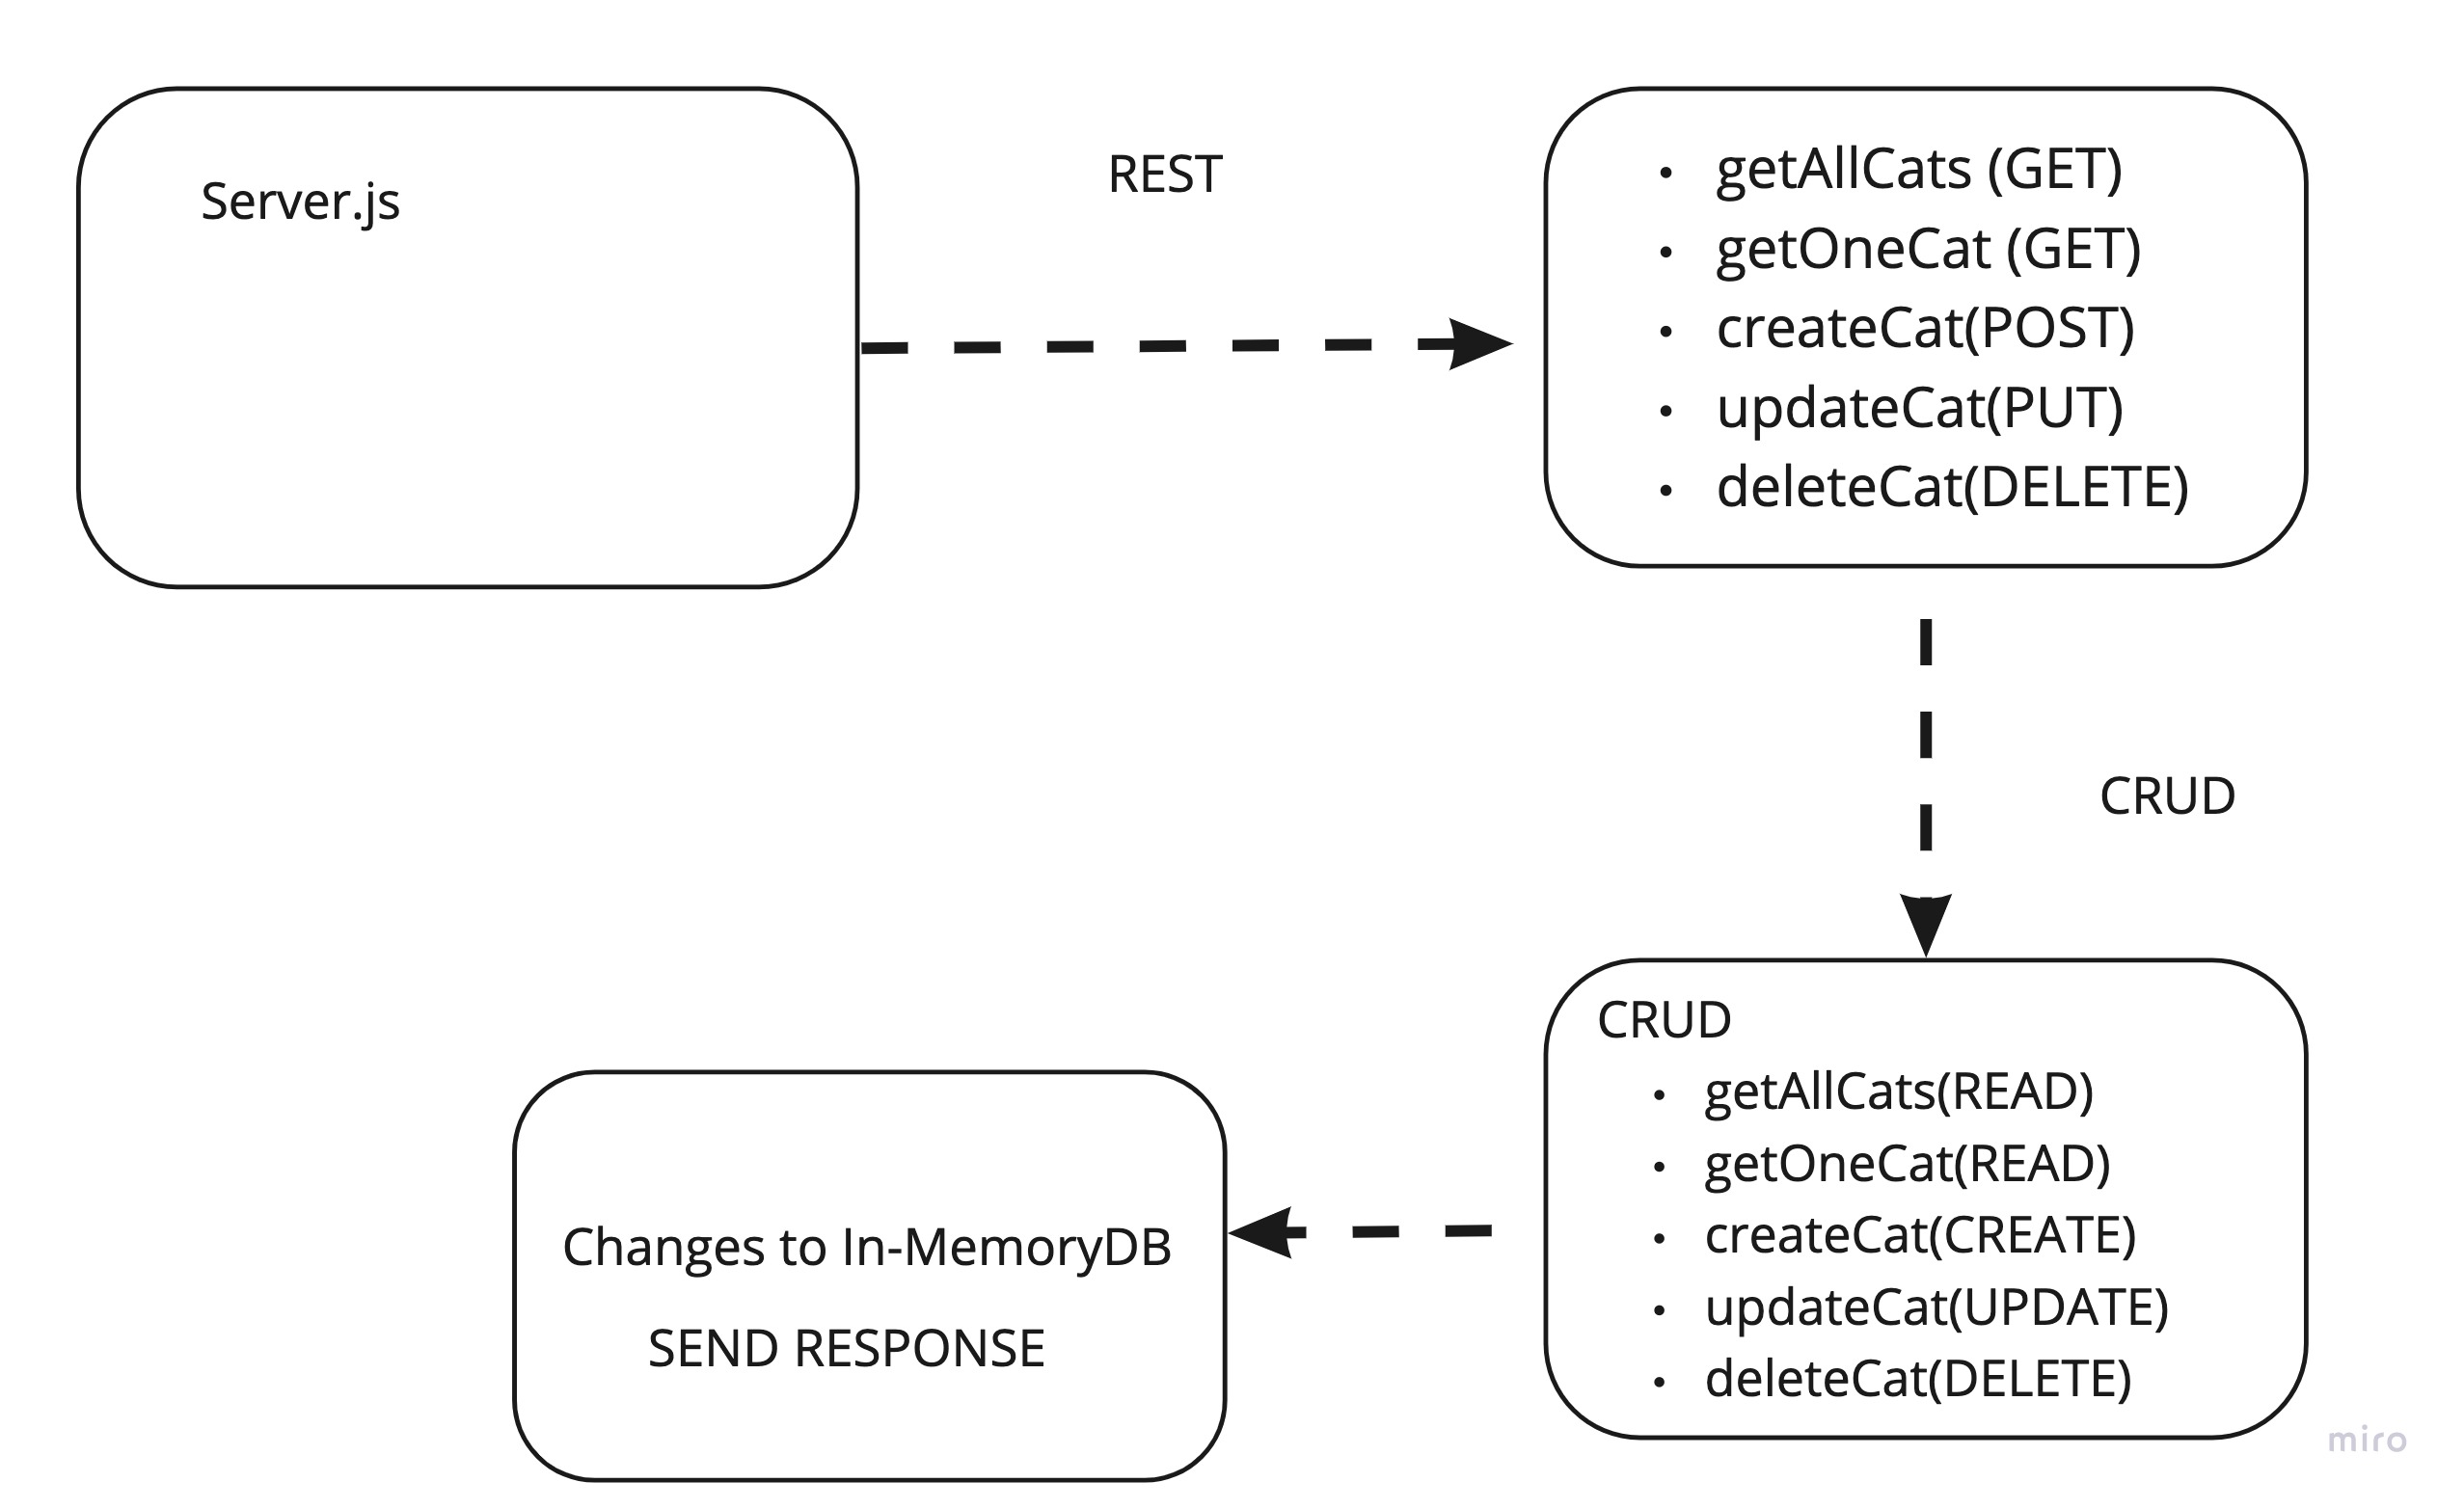 Server.js
REST
• getAllCats (GET)
• getOneCat (GET)
• createCat(POST)
• updateCat(PUT)
• deleteCat(DELETE)
CRUD
CRUD
• getAllCats(READ)
• getOneCat(READ)
• createCat(CREATE)
• updateCat(UPDATE)
• deleteCat(DELETE)
Changes to In-MemoryDB
SEND RESPONSE
miro